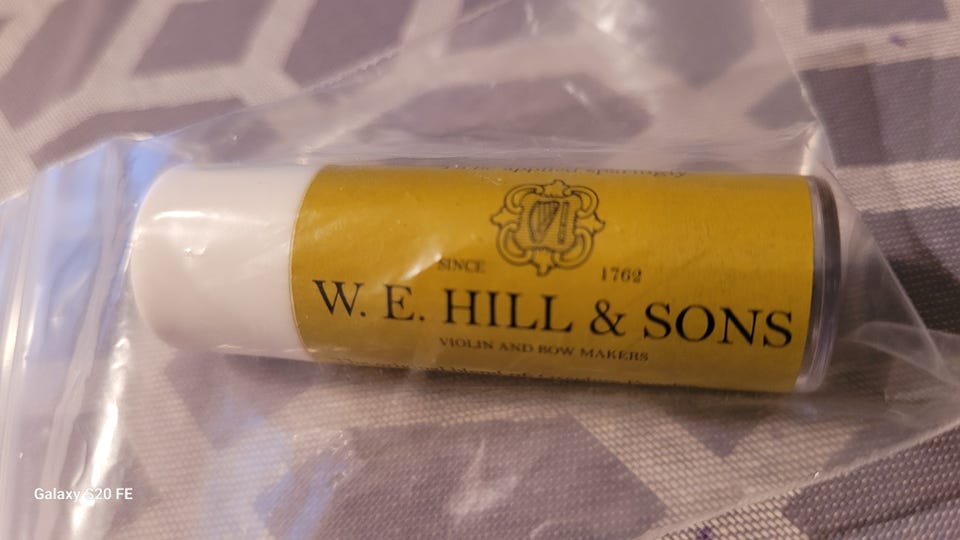 SINCE 1762
W. E. HILL & SONS
VIOLIN AND BOW MAKERS
Galaxy S20 FE